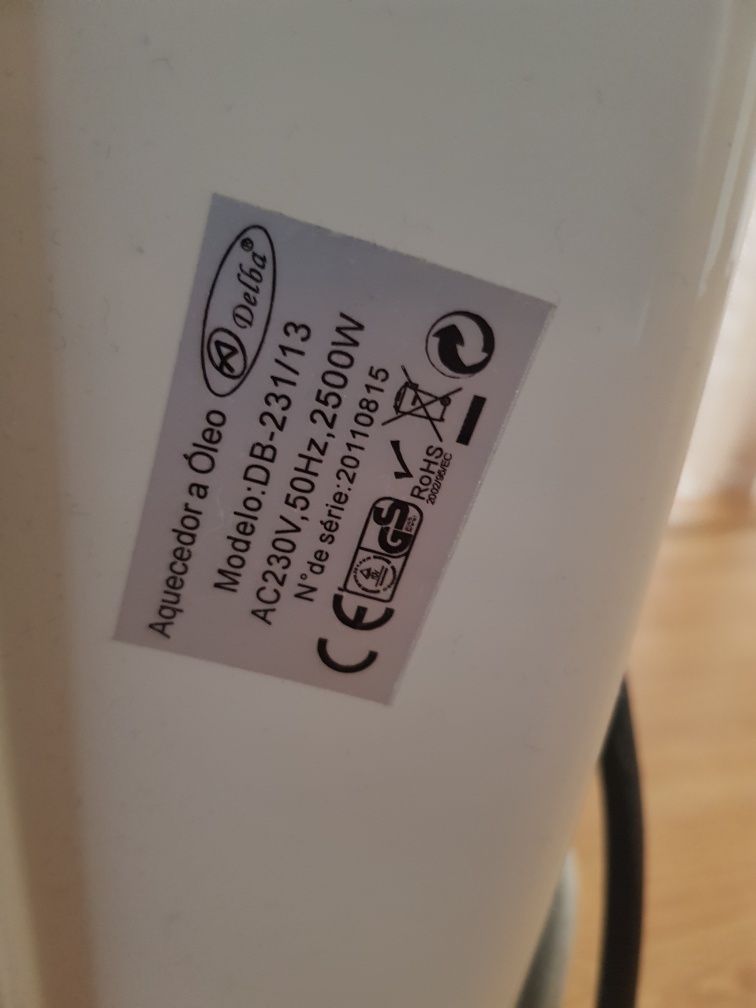 Aquecedor a Óleo Delba®
Modelo:DB-231/13
AC230V,50Hz,2500W
N°de série:20110815
CE GS RoHS
2002/95/EC